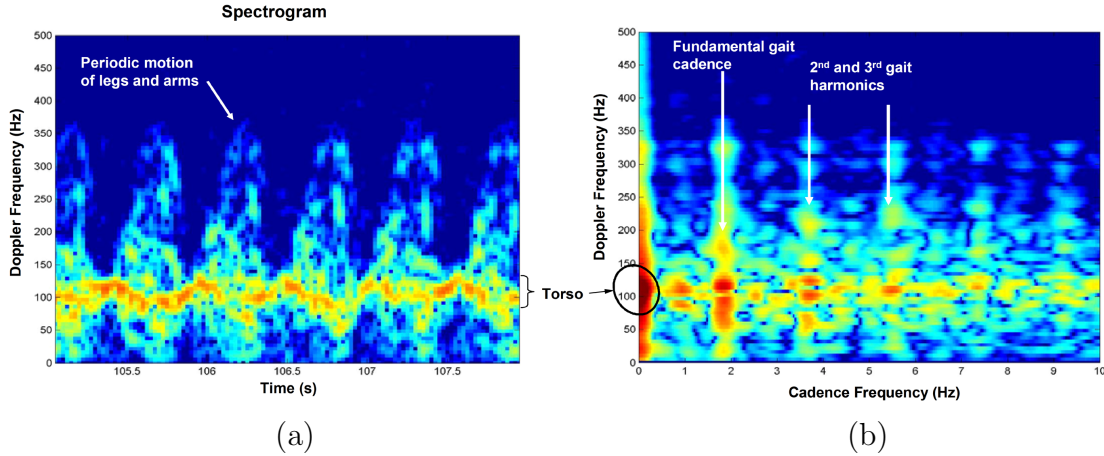 Spectrogram
500
450
400
350
300
250
200
150
100
50
0
Doppler Frequency (Hz)
Periodic motion
of legs and arms
105.5
106
106.5
107
107.5
Time (s)
(a)
Torso
500
450
400
350
300
250
200
150
100
50
0
Doppler Frequency (Hz)
Fundamental gait
cadence
2nd and 3rd gait
harmonics
0
1
2
3
4
5
6
7
8
9
10
Cadence Frequency (Hz)
(b)